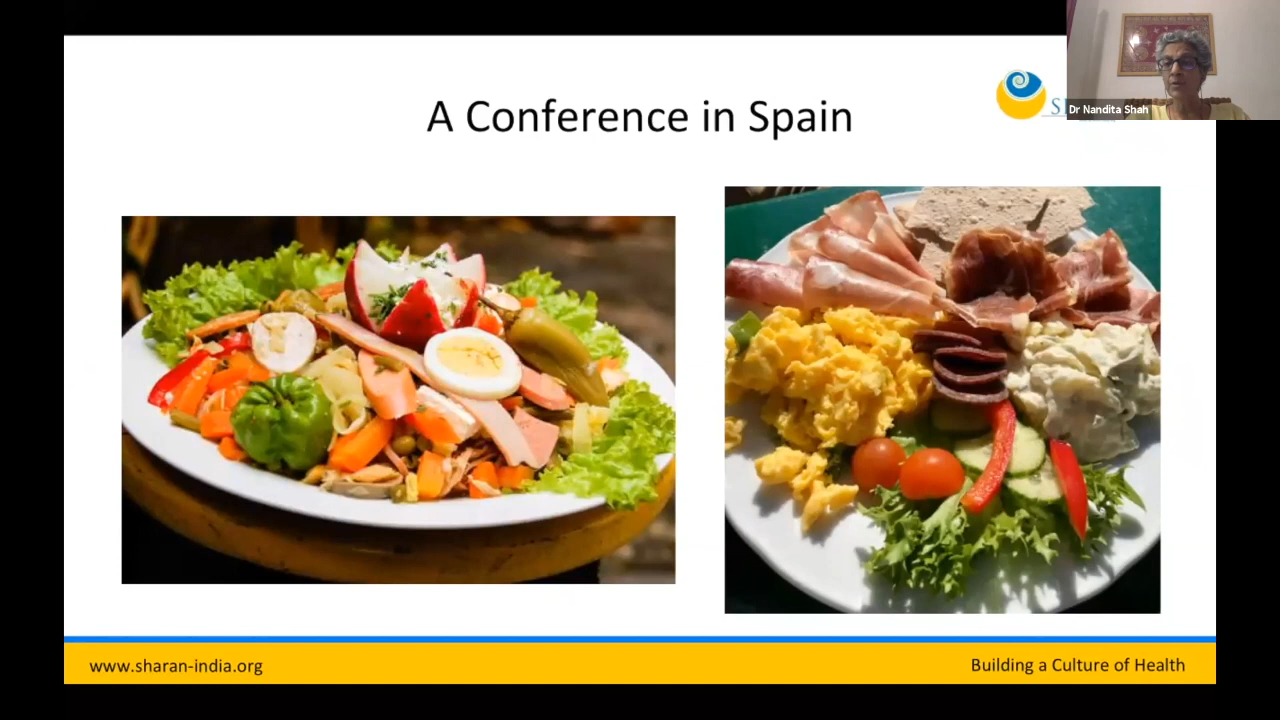 A Conference in Spain
Dr Nandita Shah
www.sharan-india.org
Building a Culture of Health